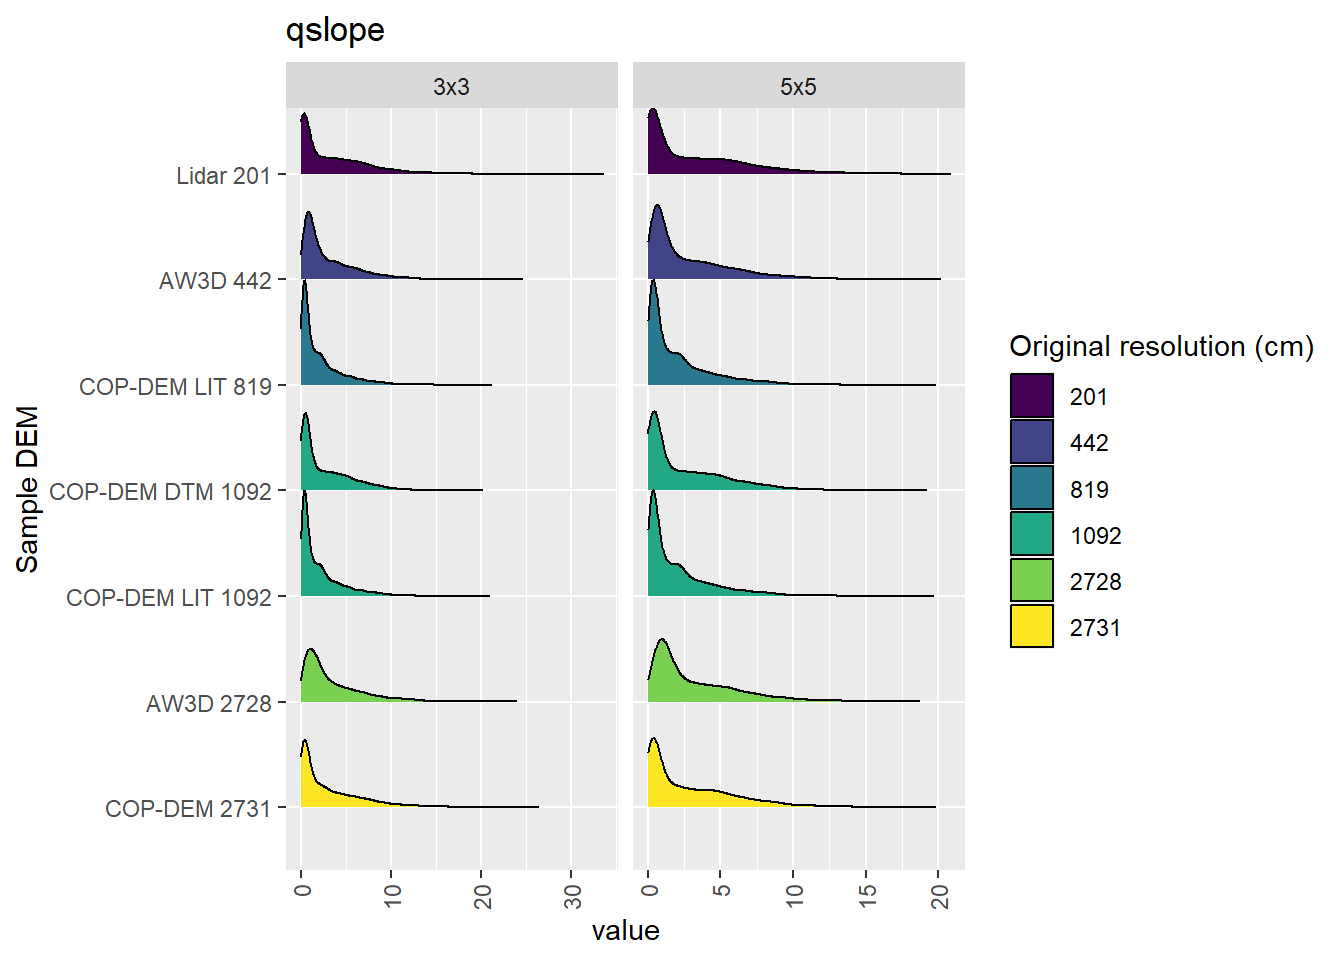 qslope
3x3
5x5
Sample DEM
Lidar 201
AW3D 442
COP-DEM LIT 819
COP-DEM DTM 1092
COP-DEM LIT 1092
AW3D 2728
COP-DEM 2731
0 10 20 30
0 5 10 15 20
value
Original resolution (cm)
201
442
819
1092
2728
2731